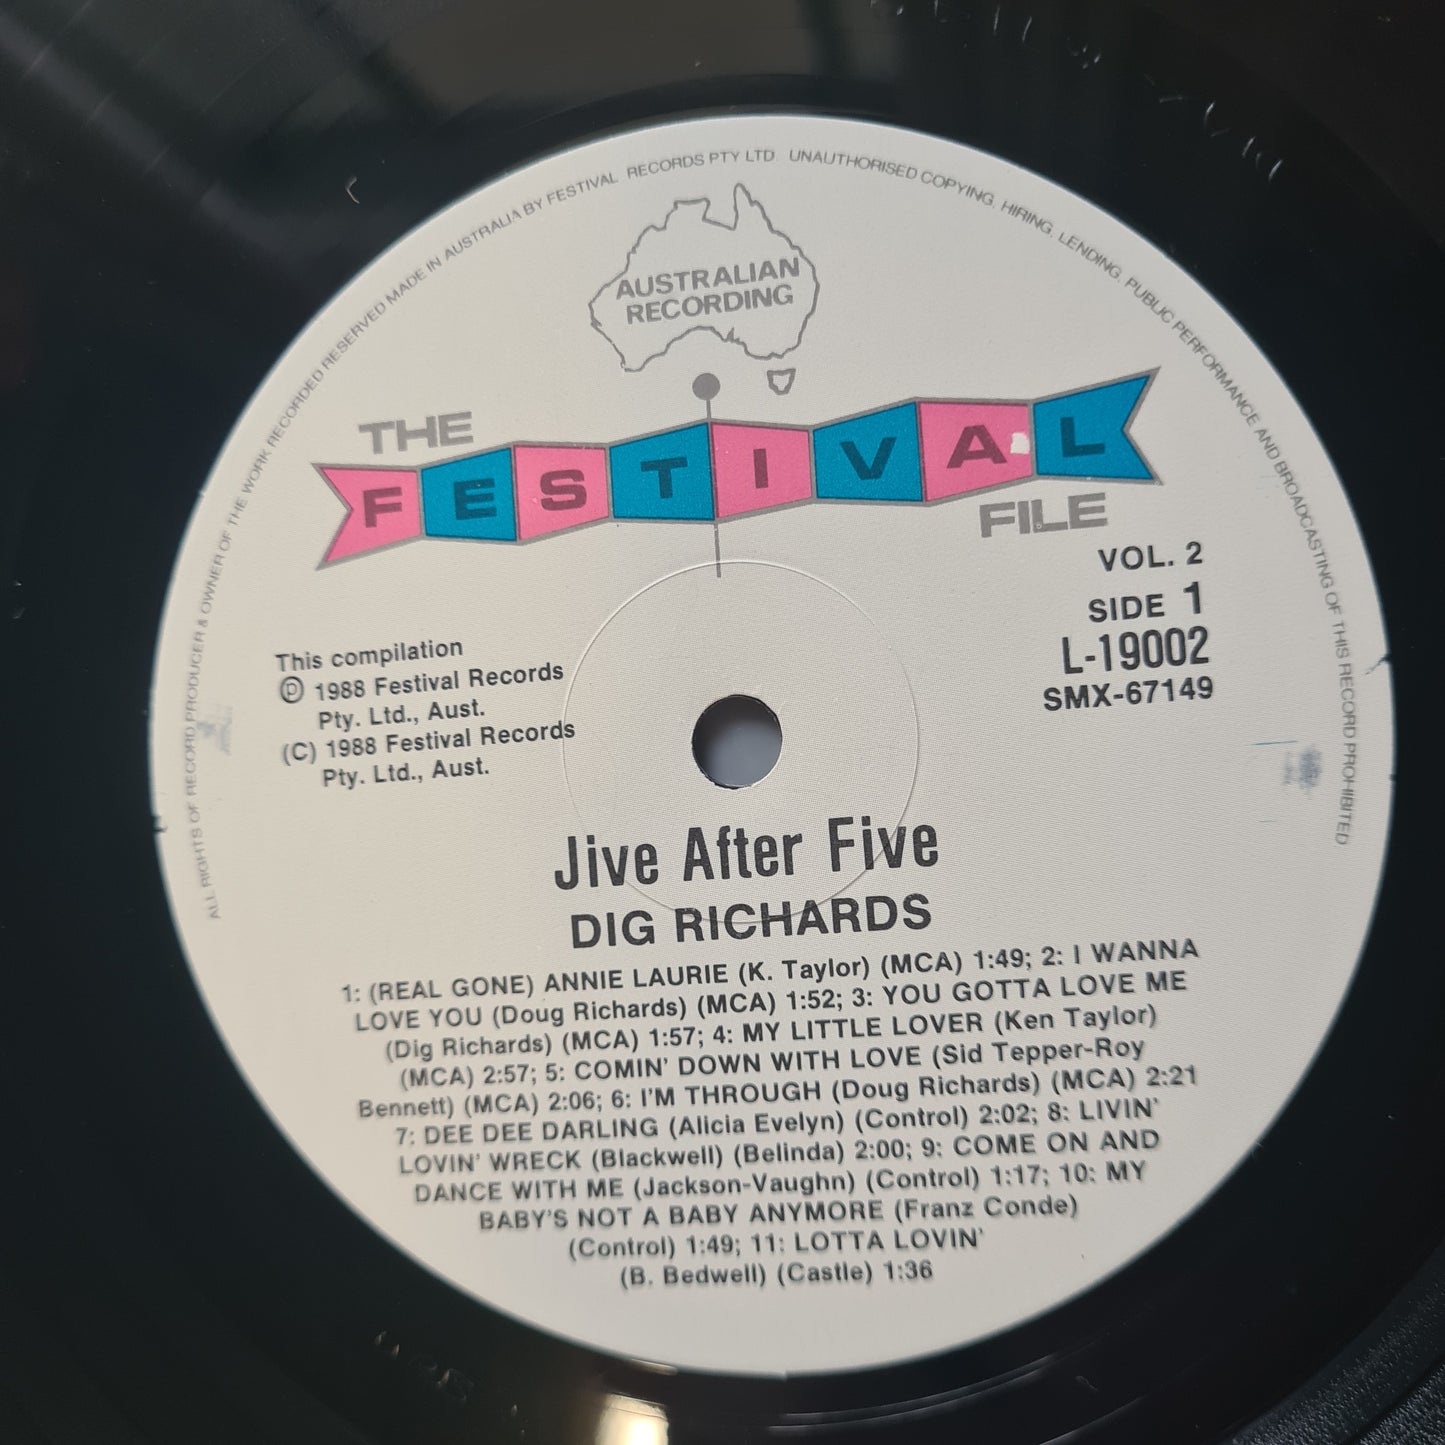 ALL RIGHTS OF RECORD PRODUCER & OWNER OF THE WORK RECORDED RESERVED MADE IN AUSTRALIA BY FESTIVAL RECORDS PTY LTD. UNAUTHORISED COPYING, HIRING, LENDING, PUBLIC PERFORMANCE AND BROADCASTING OF THIS RECORD PROHIBITED
AUSTRALIAN
RECORDING
THE
FESTIVAL
FILE
VOL. 2
SIDE 1
L-19002
SMX-67149
This compilation
Ⓟ 1988 Festival Records
Pty. Ltd., Aust.
(C) 1988 Festival Records
Pty. Ltd., Aust.
Jive After Five
DIG RICHARDS
1: (REAL GONE) ANNIE LAURIE (K. Taylor) (MCA) 1:49; 2: I WANNA
LOVE YOU (Doug Richards) (MCA) 1:52; 3: YOU GOTTA LOVE ME
(Dig Richards) (MCA) 1:57; 4: MY LITTLE LOVER (Ken Taylor)
(MCA) 2:57; 5: COMIN' DOWN WITH LOVE (Sid Tepper-Roy
Bennett) (MCA) 2:06; 6: I'M THROUGH (Doug Richards) (MCA) 2:21
7: DEE DEE DARLING (Alicia Evelyn) (Control) 2:02; 8: LIVIN'
LOVIN' WRECK (Blackwell) (Belinda) 2:00; 9: COME ON AND
DANCE WITH ME (Jackson-Vaughn) (Control) 1:17; 10: MY
BABY'S NOT A BABY ANYMORE (Franz Conde)
(Control) 1:49; 11: LOTTA LOVIN'
(B. Bedwell) (Castle) 1:36